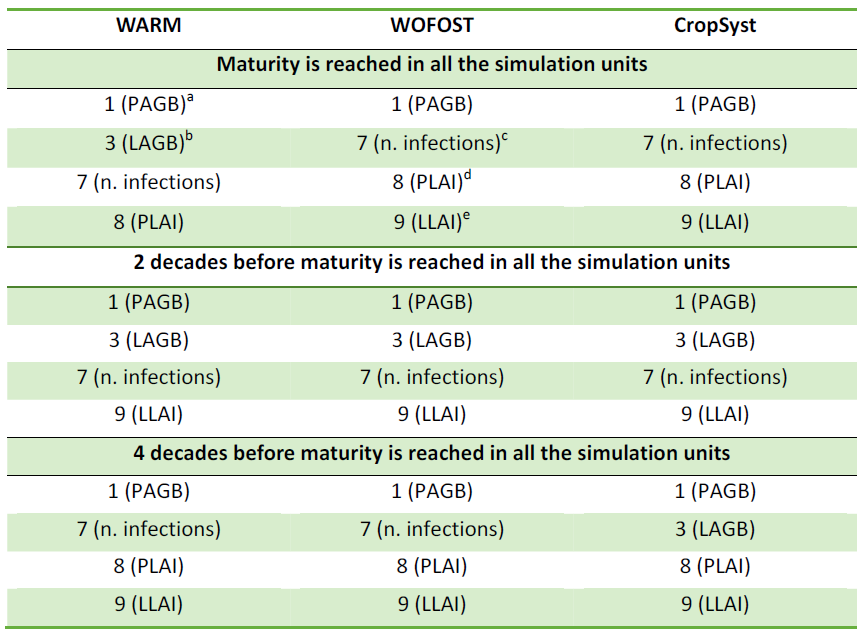 WARM WOFOST CropSyst
Maturity is reached in all the simulation units
1 (PAGB)a 1 (PAGB) 1 (PAGB)
3 (LAGB)b 7 (n. infections)c 7 (n. infections)
7 (n. infections) 8 (PLAI)d 8 (PLAI)
8 (PLAI) 9 (LLAI)e 9 (LLAI)
2 decades before maturity is reached in all the simulation units
1 (PAGB) 1 (PAGB) 1 (PAGB)
3 (LAGB) 3 (LAGB) 3 (LAGB)
7 (n. infections) 7 (n. infections) 7 (n. infections)
9 (LLAI) 9 (LLAI) 9 (LLAI)
4 decades before maturity is reached in all the simulation units
1 (PAGB) 1 (PAGB) 1 (PAGB)
7 (n. infections) 7 (n. infections) 3 (LAGB)
8 (PLAI) 8 (PLAI) 8 (PLAI)
9 (LLAI) 9 (LLAI) 9 (LLAI)